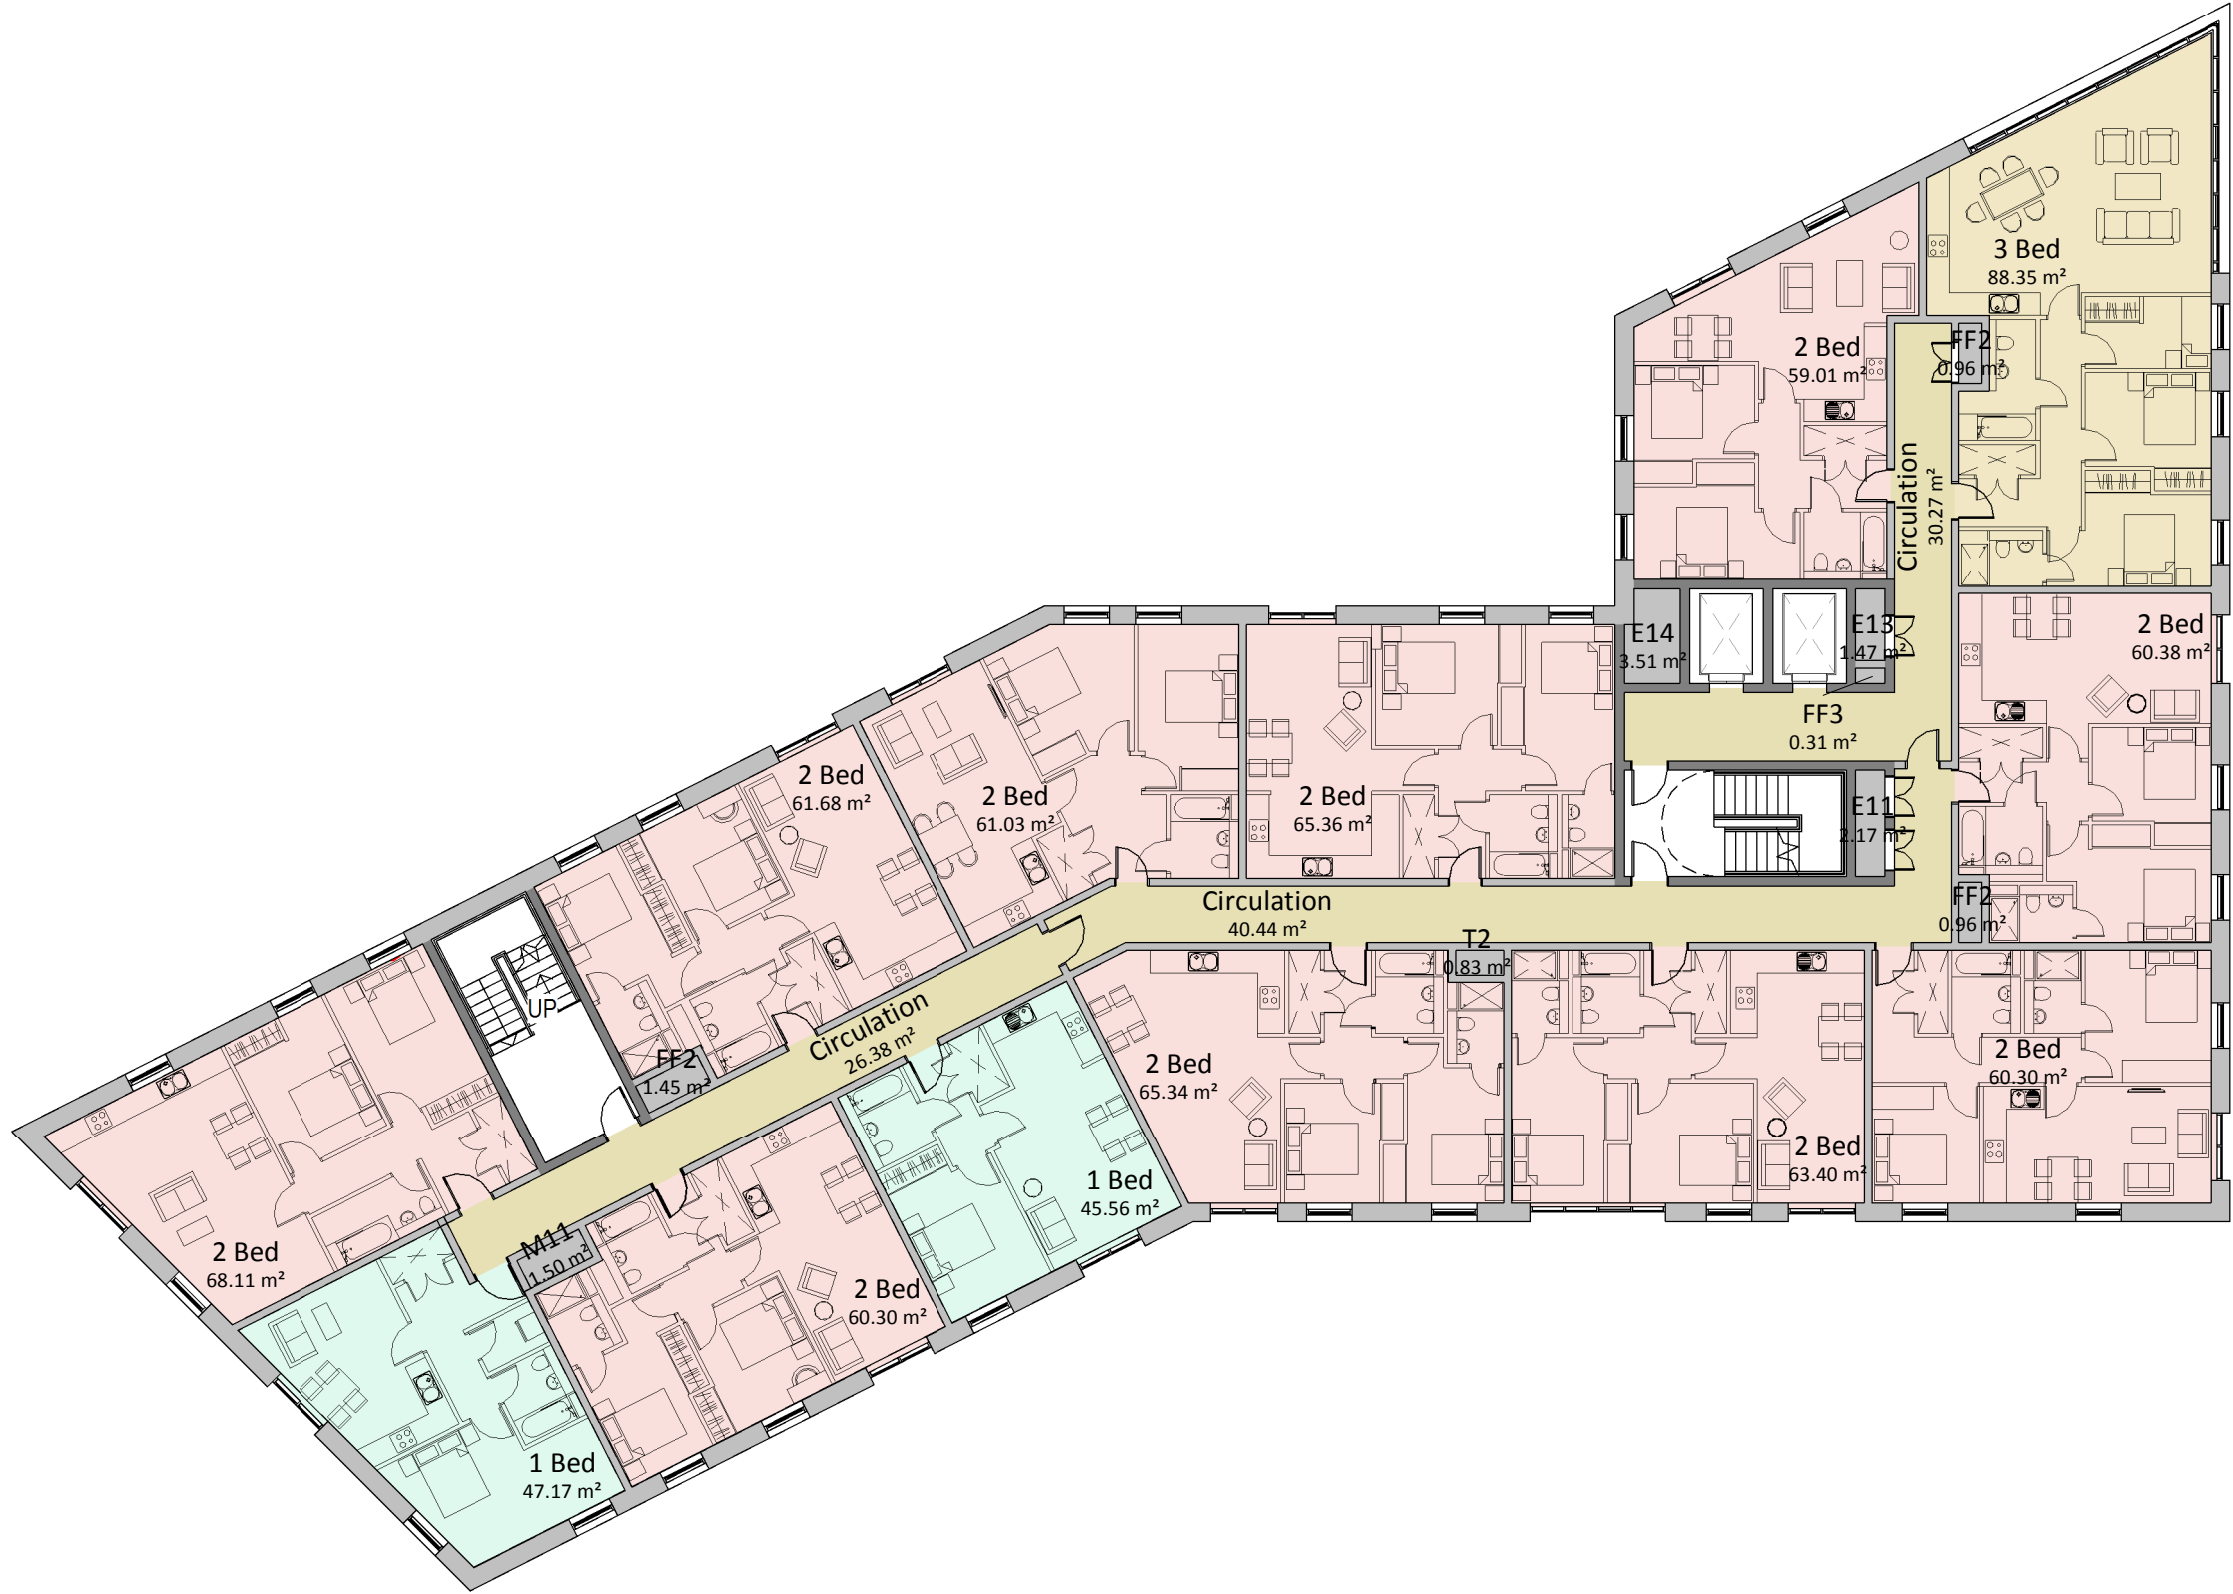 3 Bed
88.35 m²
2 Bed
59.01 m²
FF2
0.96 m²
Circulation
30.27 m²
E14
3.51 m²
E13
1.47 m²
2 Bed
60.38 m²
FF3
0.31 m²
2 Bed
61.68 m²
2 Bed
61.03 m²
2 Bed
65.36 m²
E11
2.17 m²
Circulation
40.44 m²
FF2
0.96 m²
T2
0.83 m²
UP
Circulation
26.38 m²
FF2
1.45 m²
2 Bed
65.34 m²
2 Bed
60.30 m²
2 Bed
63.40 m²
1 Bed
45.56 m²
2 Bed
68.11 m²
M11
1.50 m²
2 Bed
60.30 m²
1 Bed
47.17 m²